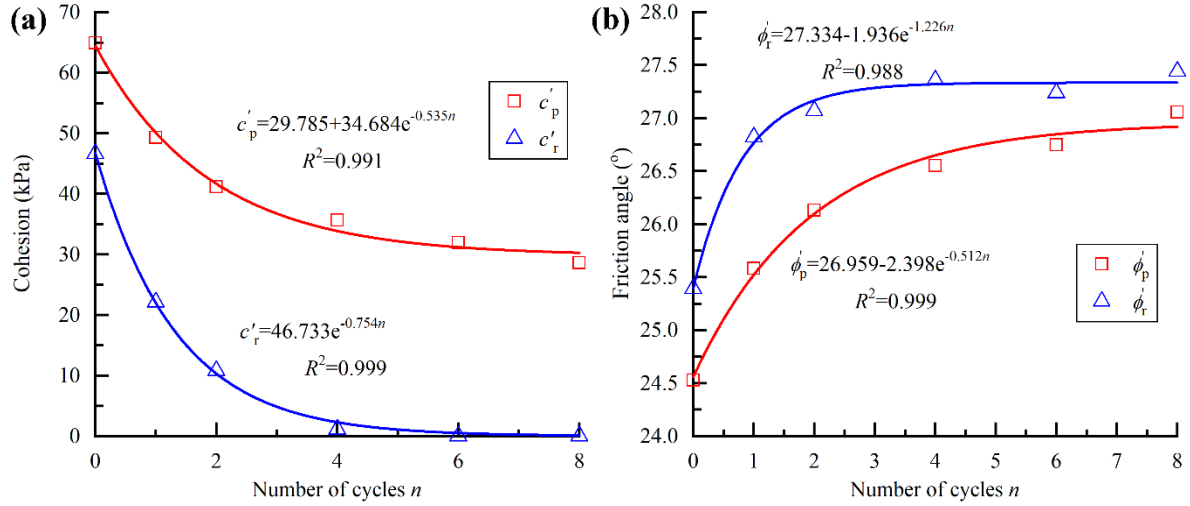 (a)
70
60
50
40
30
20
10
0
Cohesion (kPa)
c'p
c'r
c'p=29.785+34.684e^-0.535n
R²=0.991
c'r=46.733e^-0.754n
R²=0.999
0 2 4 6 8
Number of cycles n
(b)
28.0
27.5
27.0
26.5
26.0
25.5
25.0
24.5
24.0
Friction angle (°)
ϕ'r=27.334-1.936e^-1.226n
R²=0.988
ϕ'p=26.959-2.398e^-0.512n
R²=0.999
ϕ'p
ϕ'r
0 1 2 3 4 5 6 7 8
Number of cycles n